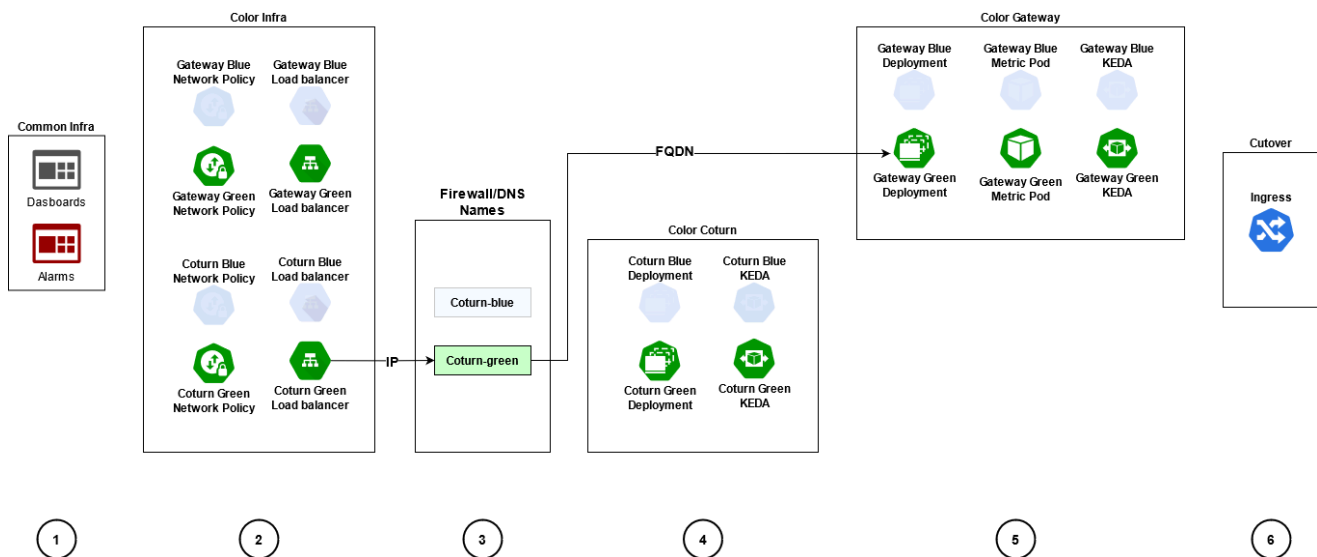 Common Infra
Dasboards
Alarms
Color Infra
Gateway Blue
Network Policy
Gateway Blue
Load balancer
Gateway Green
Network Policy
Gateway Green
Load balancer
Coturn Blue
Network Policy
Coturn Blue
Load balancer
Coturn Green
Network Policy
Coturn Green
Load balancer
IP
Firewall/DNS
Names
Coturn-blue
Coturn-green
FQDN
Color Coturn
Coturn Blue
Deployment
Coturn Blue
KEDA
Coturn Green
Deployment
Coturn Green
KEDA
Color Gateway
Gateway Blue
Deployment
Gateway Blue
Metric Pod
Gateway Blue
KEDA
Gateway Green
Deployment
Gateway Green
Metric Pod
Gateway Green
KEDA
Cutover
Ingress
1
2
3
4
5
6